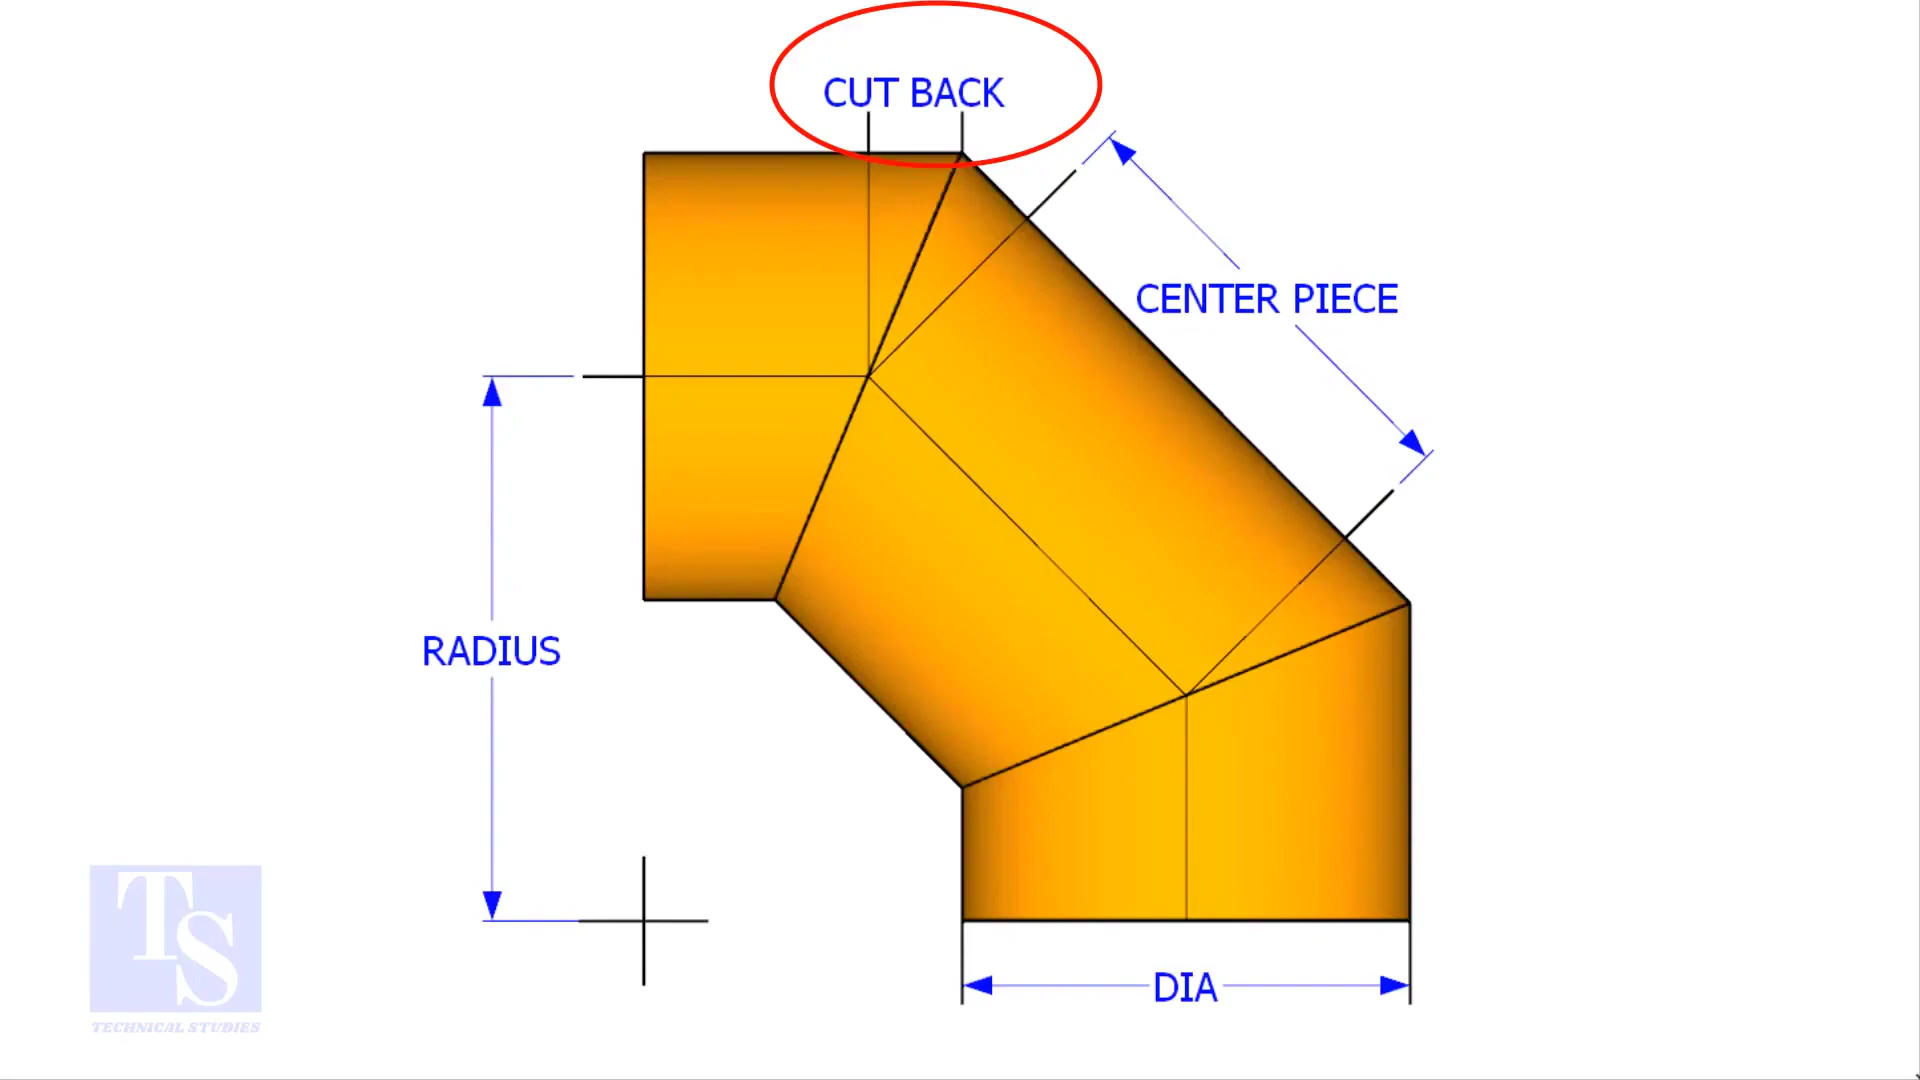 CUT BACK
CENTER PIECE
RADIUS
DIA
TS
TECHNICAL STUDIES